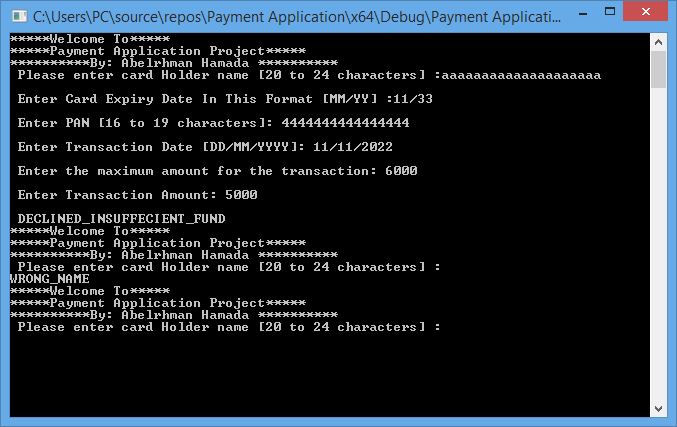 C:\Users\PC\source\repos\Payment Application\x64\Debug\Payment Applicati...
*****Welcome To*****
*****Payment Application Project*****
**********By: Abelrhman Hamada **********
Please enter card Holder name [20 to 24 characters] :aaaaaaaaaaaaaaaaaaaa
Enter Card Expiry Date In This Format [MM/YY] :11/33
Enter PAN [16 to 19 characters]: 4444444444444444
Enter Transaction Date [DD/MM/YYYY]: 11/11/2022
Enter the maximum amount for the transaction: 6000
Enter Transaction Amount: 5000
DECLINED_INSUFFECIENT_FUND
*****Welcome To*****
*****Payment Application Project*****
**********By: Abelrhman Hamada **********
Please enter card Holder name [20 to 24 characters] :
WRONG_NAME
*****Welcome To*****
*****Payment Application Project*****
**********By: Abelrhman Hamada **********
Please enter card Holder name [20 to 24 characters] :